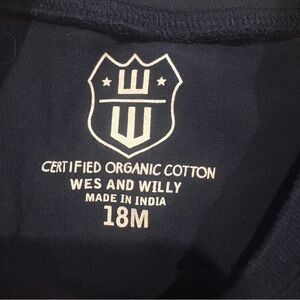 W
W
CERTIFIED ORGANIC COTTON
WES AND WILLY
MADE IN INDIA
18M